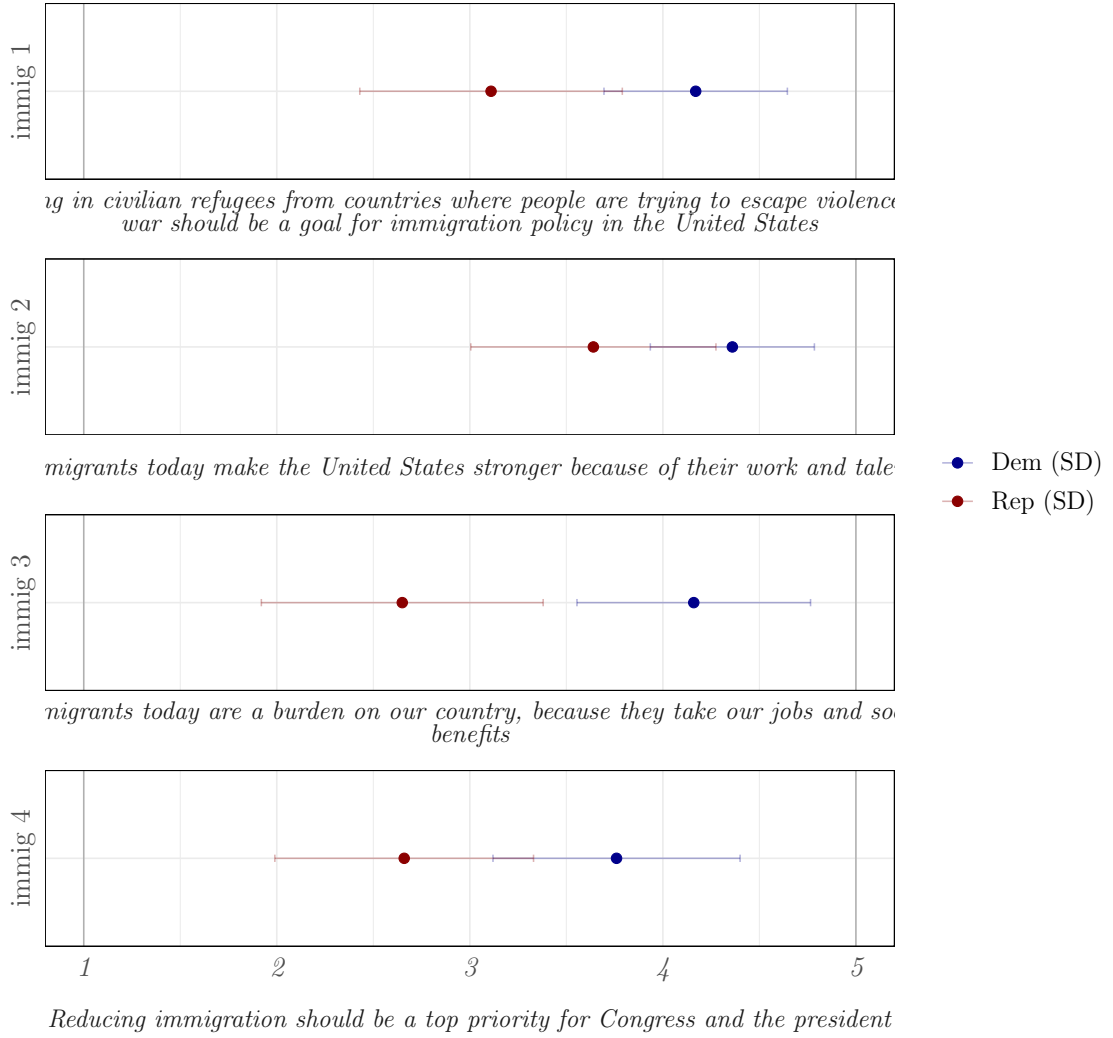 immig 1
ng in civilian refugees from countries where people are trying to escape violence
war should be a goal for immigration policy in the United States
immig 2
migrants today make the United States stronger because of their work and tale
Dem (SD)
Rep (SD)
immig 3
nigrants today are a burden on our country, because they take our jobs and so
benefits
immig 4
1 2 3 4 5
Reducing immigration should be a top priority for Congress and the president